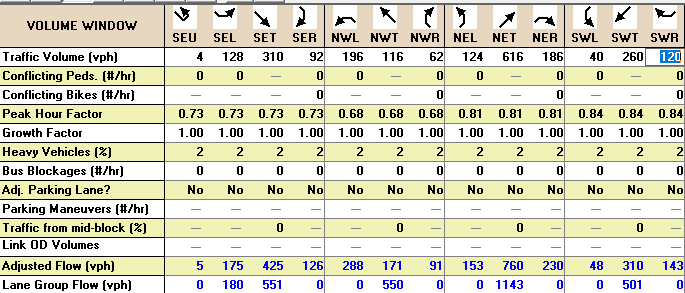 VOLUME WINDOW SEU SEL SET SER NWL NWT NWR NEL NET NER SWL SWT SWR
Traffic Volume (vph) 4 128 310 92 196 116 62 124 616 186 40 260 120
Conflicting Peds. (#/hr) 0 0 — 0 0 — 0 0 — 0 0 — 0
Conflicting Bikes (#/hr) — — — 0 — — 0 — — 0 — — 0
Peak Hour Factor 0.73 0.73 0.73 0.73 0.68 0.68 0.68 0.81 0.81 0.81 0.84 0.84 0.84
Growth Factor 1.00 1.00 1.00 1.00 1.00 1.00 1.00 1.00 1.00 1.00 1.00 1.00 1.00
Heavy Vehicles (%) 2 2 2 2 2 2 2 2 2 2 2 2 2
Bus Blockages (#/hr) 0 0 0 0 0 0 0 0 0 0 0 0 0
Adj. Parking Lane? No No No No No No No No No No No No No
Parking Maneuvers (#/hr) — — — — — — — — — — — — —
Traffic from mid-block (%) — — 0 — — 0 — — 0 — — 0 —
Link OD Volumes — — — — — — — — — — — — —
Adjusted Flow (vph) 5 175 425 126 288 171 91 153 760 230 48 310 143
Lane Group Flow (vph) 0 180 551 0 0 550 0 0 1143 0 0 501 0